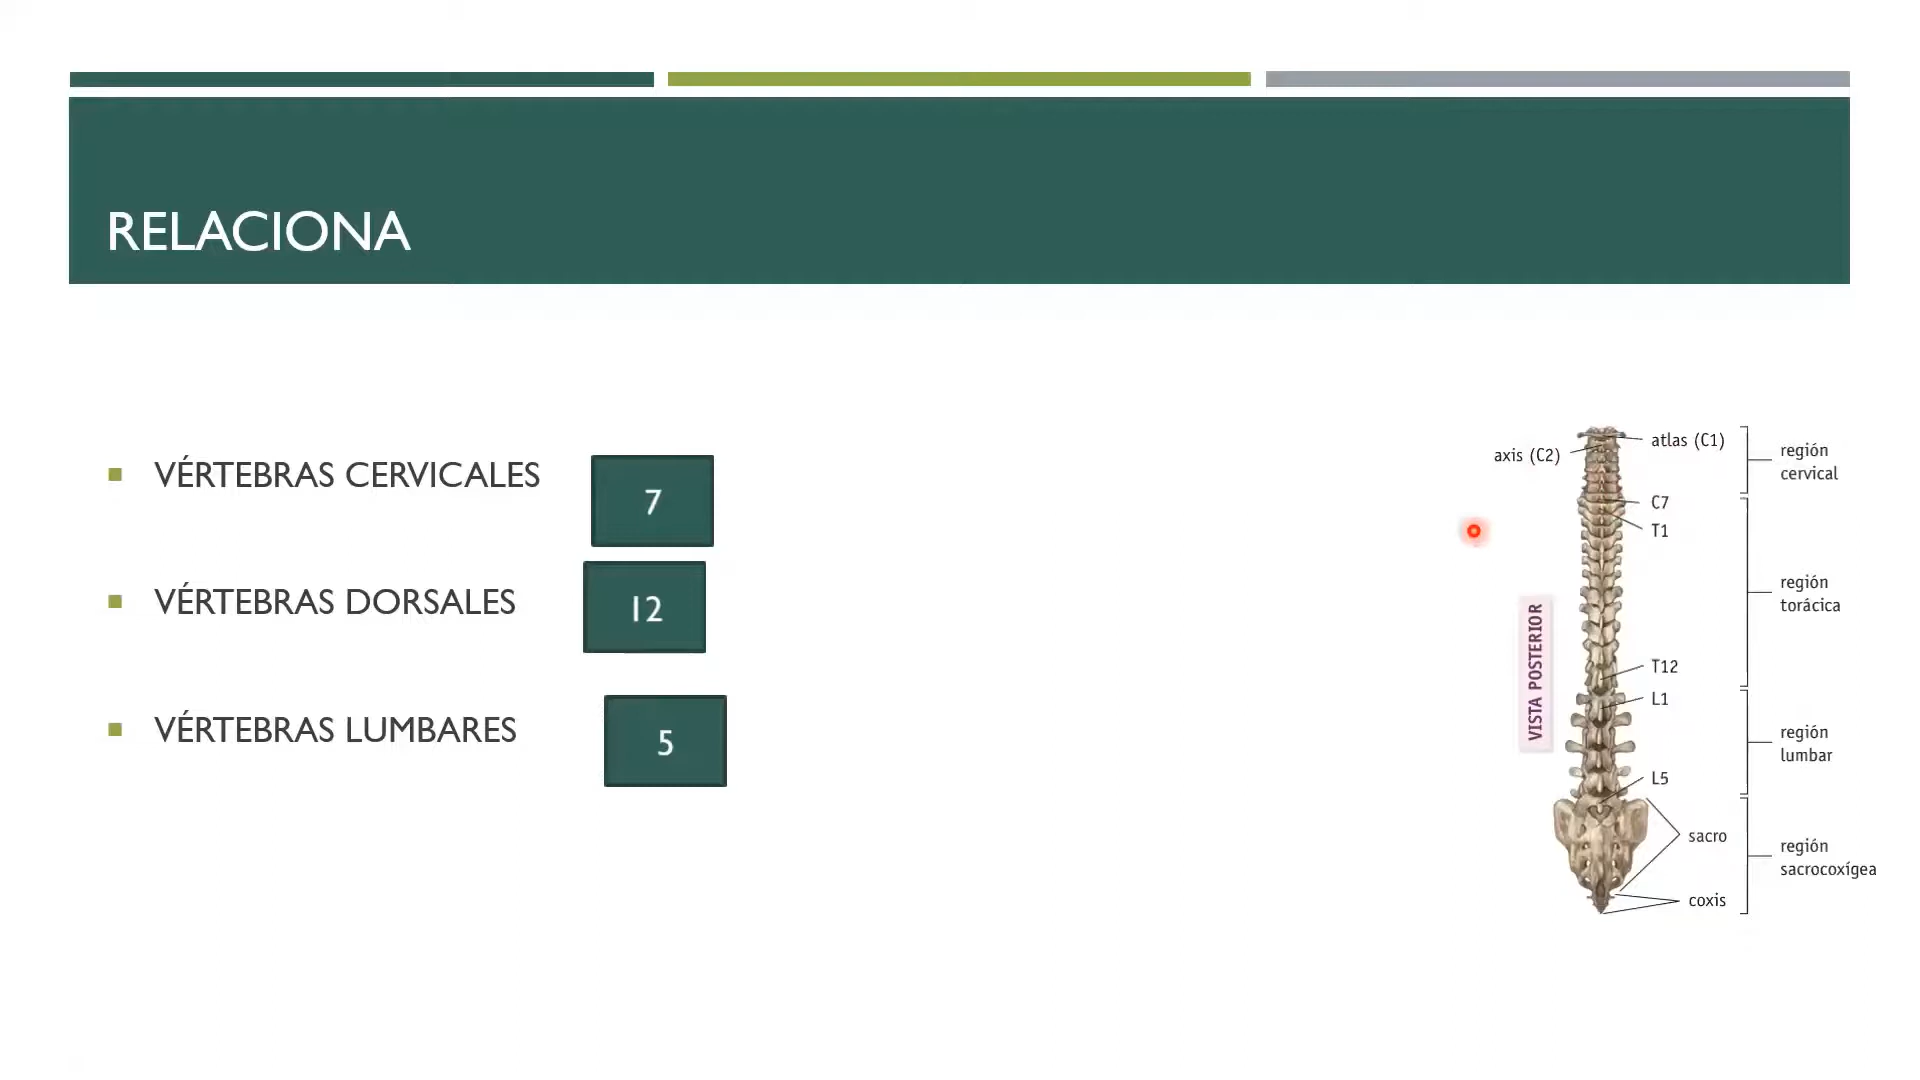 RELACIONA
VÉRTEBRAS CERVICALES
7
VÉRTEBRAS DORSALES
12
VÉRTEBRAS LUMBARES
5
atlas (C1)
axis (C2)
región
cervical
C7
T1
región
torácica
VISTA POSTERIOR
T12
L1
región
lumbar
L5
sacro
región
sacrocoxígea
coxis